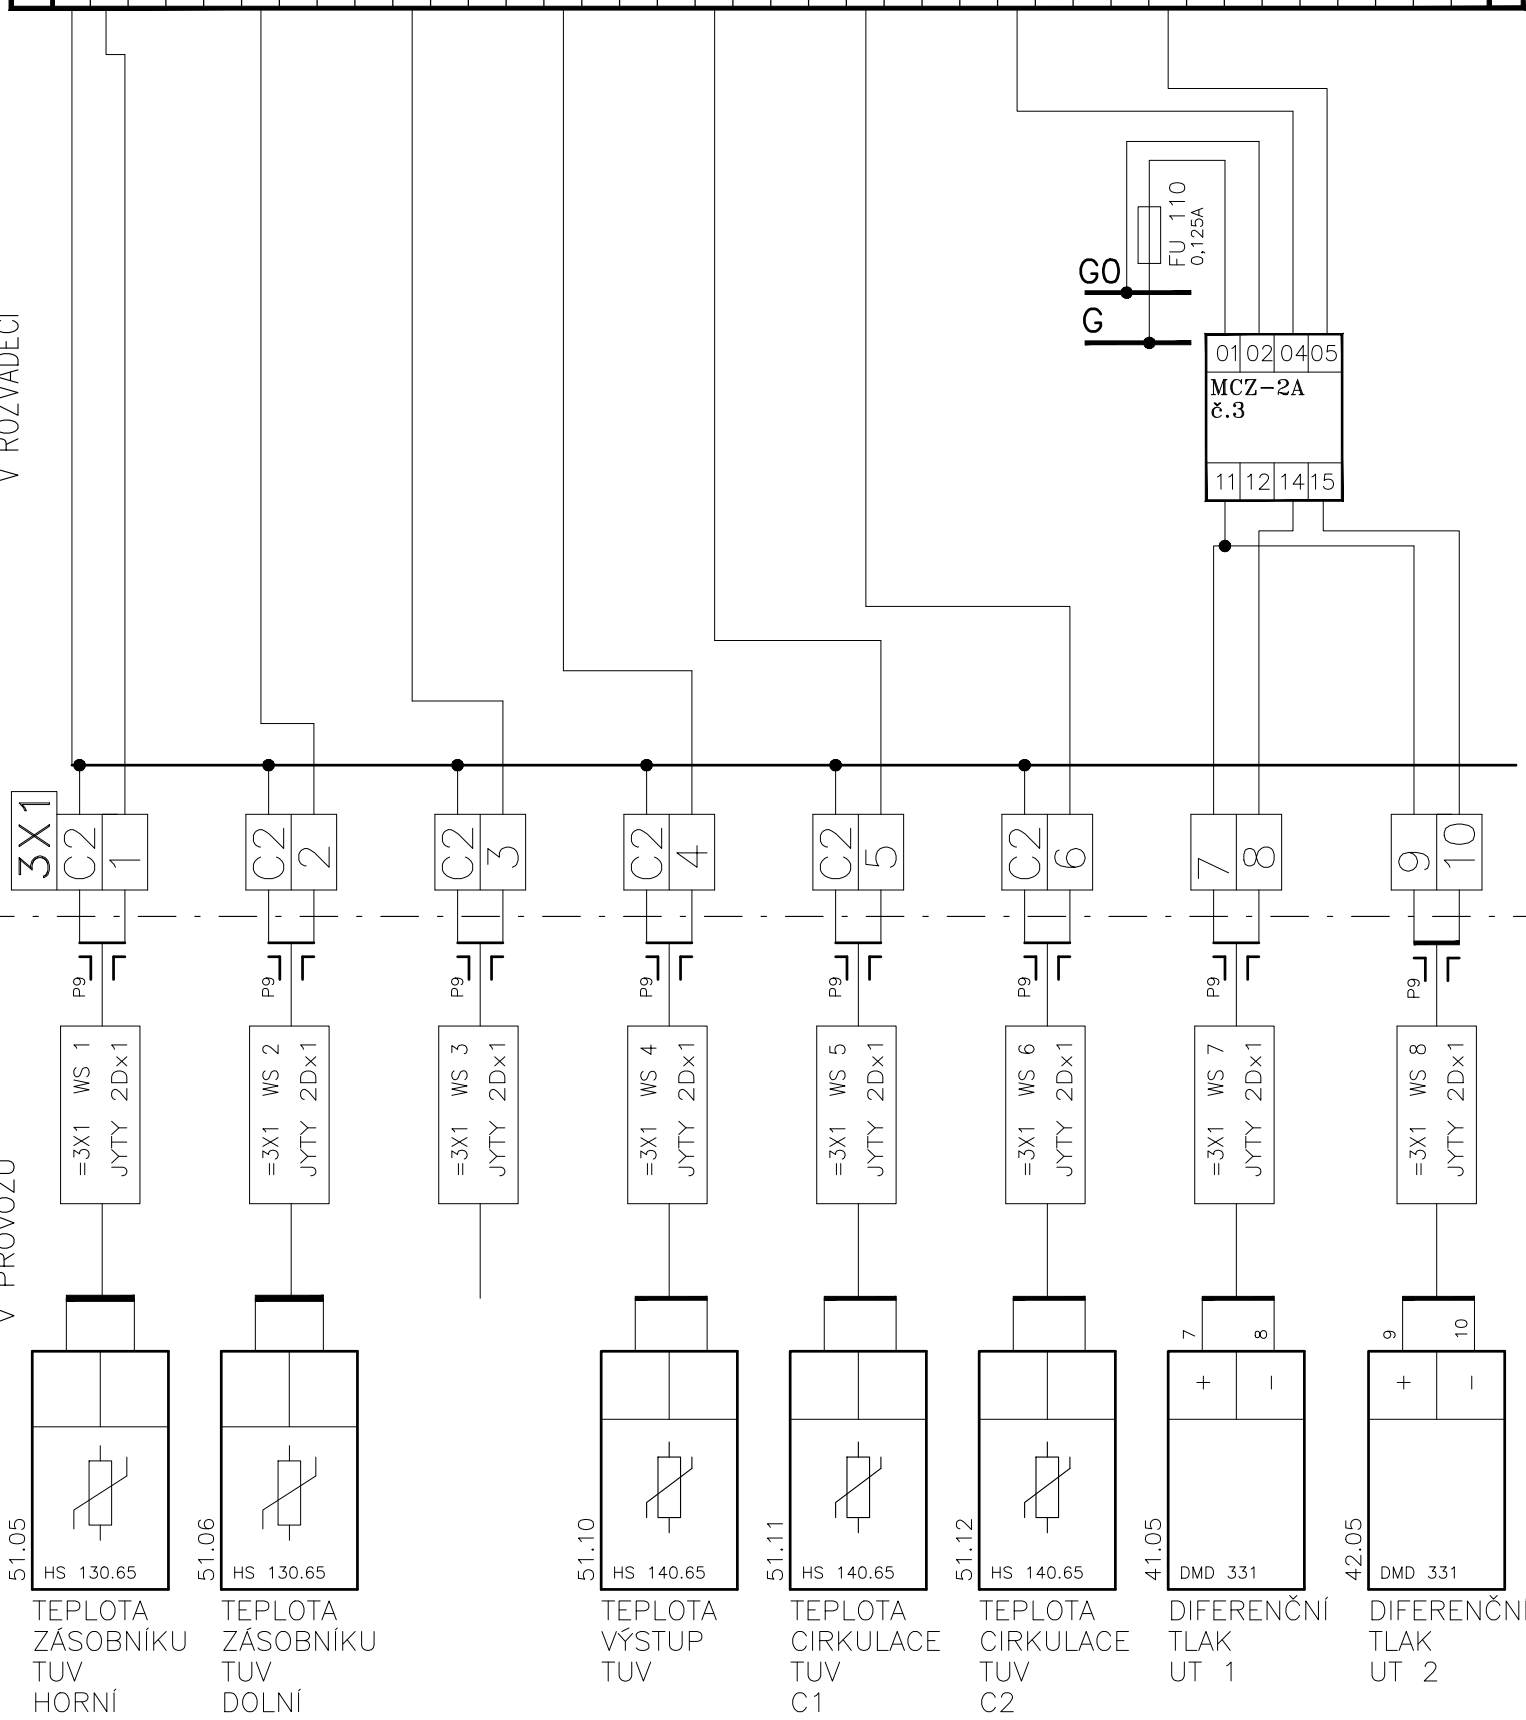 V ROZVADĚČI
FU 110
0,125A
G0
G
01 02 04 05
MCZ-2A
č.3
11 12 14 15
3X1
C2 1
C2 2
C2 3
C2 4
C2 5
C2 6
7 8
9 10
P9 P9 P9 P9 P9 P9 P9 P9
=3X1 WS 1
JYTY 2Dx1
=3X1 WS 2
JYTY 2Dx1
=3X1 WS 3
JYTY 2Dx1
=3X1 WS 4
JYTY 2Dx1
=3X1 WS 5
JYTY 2Dx1
=3X1 WS 6
JYTY 2Dx1
=3X1 WS 7
JYTY 2Dx1
=3X1 WS 8
JYTY 2Dx1
V PROVOZU
7 8
9 10
+ -
+ -
51.05
HS 130.65
TEPLOTA
ZÁSOBNÍKU
TUV
HORNÍ
51.06
HS 130.65
TEPLOTA
ZÁSOBNÍKU
TUV
DOLNÍ
51.10
HS 140.65
TEPLOTA
VÝSTUP
TUV
51.11
HS 140.65
TEPLOTA
CIRKULACE
TUV
C1
51.12
HS 140.65
TEPLOTA
CIRKULACE
TUV
C2
41.05
DMD 331
DIFERENČNÍ
TLAK
UT 1
42.05
DMD 331
DIFERENČNÍ
TLAK
UT 2